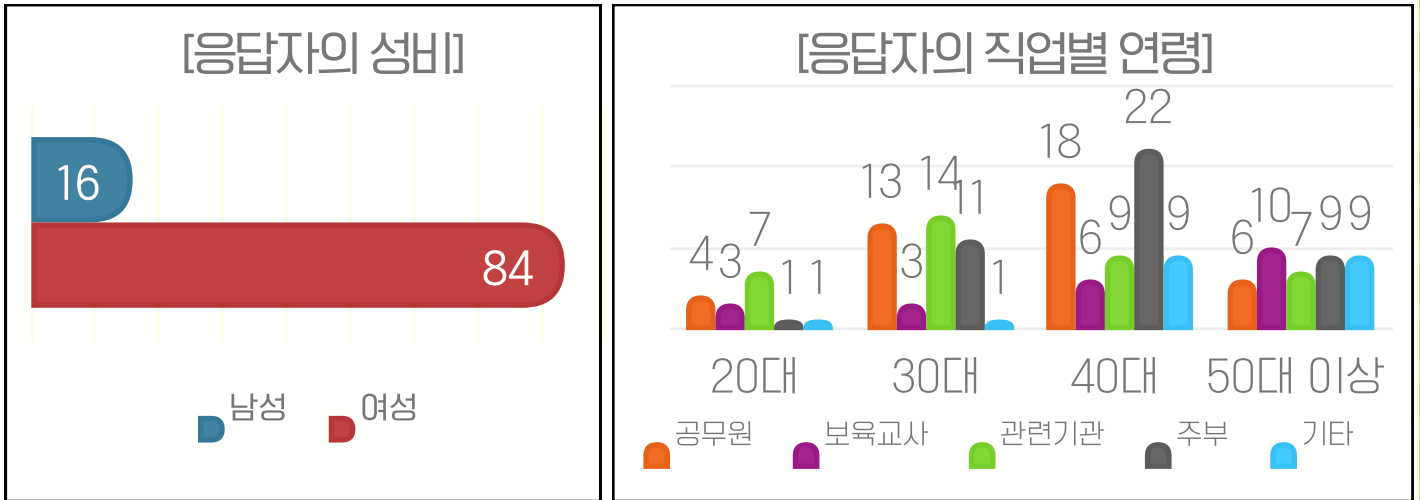 [응답자의 성비]
16
84
남성 여성
[응답자의 직업별 연령]
4 3 7 1 1 13 3 14 11 1 18 6 9 22 9 6 10 7 9 9
20대 30대 40대 50대 이상
공무원 보육교사 관련기관 주부 기타